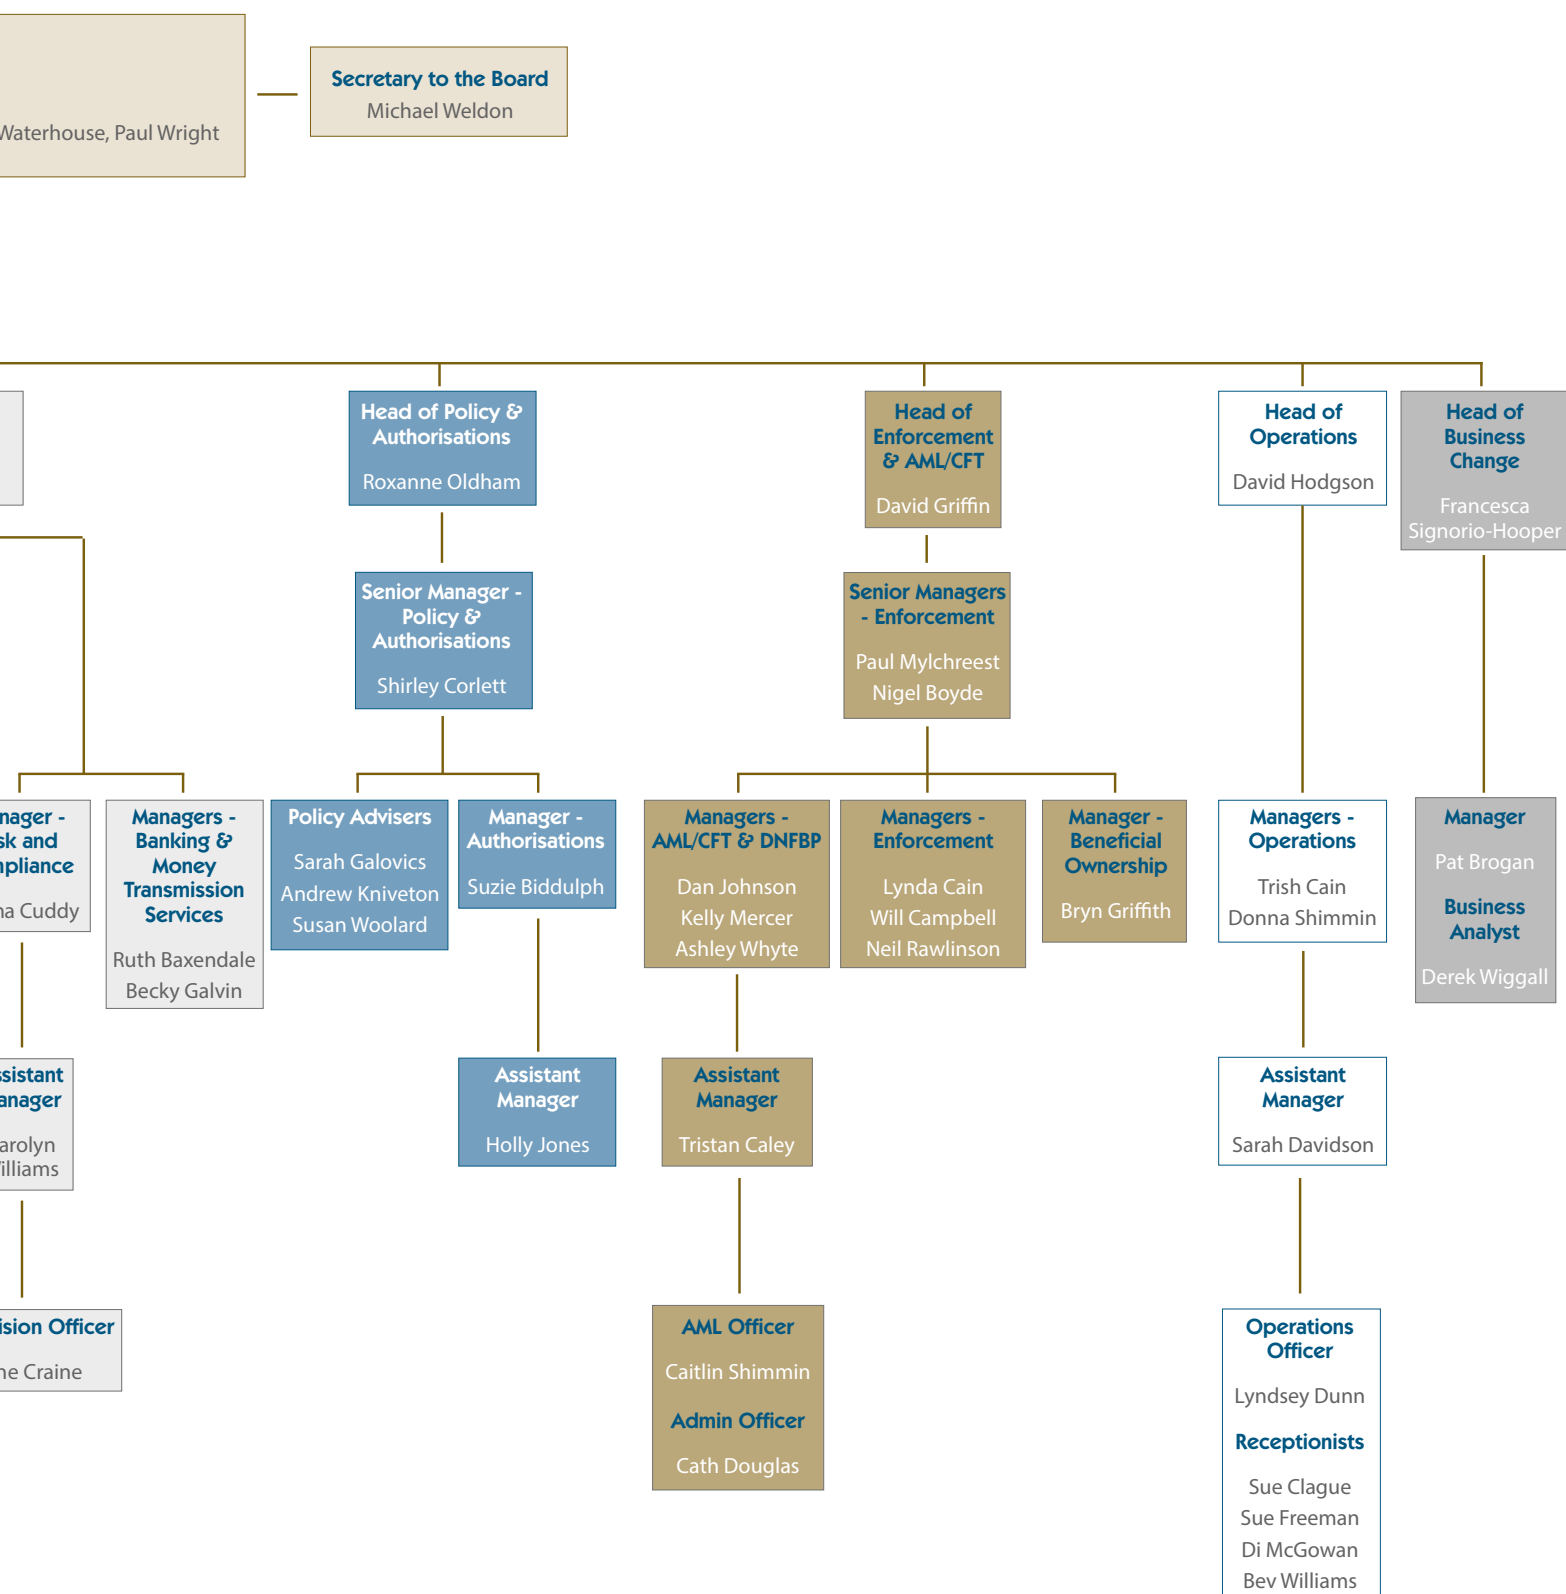 Secretary to the Board
Michael Weldon
Waterhouse, Paul Wright
Head of Policy &
Authorisations
Roxanne Oldham
Head of
Enforcement
& AML/CFT
David Griffin
Head of
Operations
David Hodgson
Head of
Business
Change
Francesca
Signorio-Hooper
Senior Manager -
Policy &
Authorisations
Shirley Corlett
Senior Managers
- Enforcement
Paul Mylchreest
Nigel Boyde
and
Cuddy
Managers -
Banking &
Money
Transmission
Services
Ruth Baxendale
Becky Galvin
Policy Advisers
Sarah Galovics
Andrew Kniveton
Susan Woolard
Manager -
Authorisations
Suzie Biddulph
Managers -
AML/CFT & DNFBP
Dan Johnson
Kelly Mercer
Ashley Whyte
Managers -
Enforcement
Lynda Cain
Will Campbell
Neil Rawlinson
Manager -
Beneficial
Ownership
Bryn Griffith
Managers -
Operations
Trish Cain
Donna Shimmin
Manager
Pat Brogan
Business
Analyst
Derek Wiggall
Assistant
Manager
Holly Jones
Assistant
Manager
Tristan Caley
Assistant
Manager
Sarah Davidson
Officer
Craine
AML Officer
Caitlin Shimmin
Admin Officer
Cath Douglas
Operations
Officer
Lyndsey Dunn
Receptionists
Sue Clague
Sue Freeman
Di McGowan
Bev Williams